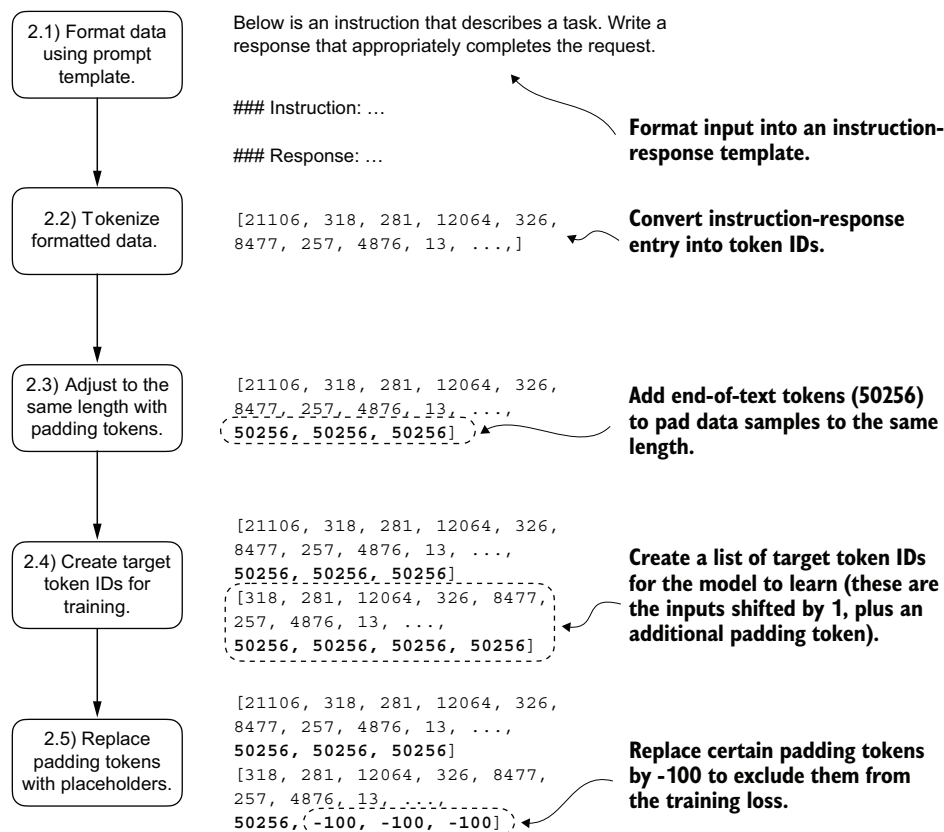 2.1) Format data
using prompt
template.
Below is an instruction that describes a task. Write a
response that appropriately completes the request.
### Instruction: …
### Response: …
Format input into an instruction-
response template.
2.2) Tokenize
formatted data.
[21106, 318, 281, 12064, 326,
8477, 257, 4876, 13, ...,]
Convert instruction-response
entry into token IDs.
2.3) Adjust to the
same length with
padding tokens.
[21106, 318, 281, 12064, 326,
8477, 257, 4876, 13, ...,
50256, 50256, 50256]
Add end-of-text tokens (50256)
to pad data samples to the same
length.
2.4) Create target
token IDs for
training.
[21106, 318, 281, 12064, 326,
8477, 257, 4876, 13, ...,
50256, 50256, 50256]
[318, 281, 12064, 326, 8477,
257, 4876, 13, ...,
50256, 50256, 50256, 50256]
Create a list of target token IDs
for the model to learn (these are
the inputs shifted by 1, plus an
additional padding token).
2.5) Replace
padding tokens
with placeholders.
[21106, 318, 281, 12064, 326,
8477, 257, 4876, 13, ...,
50256, 50256, 50256]
[318, 281, 12064, 326, 8477,
257, 4876, 13, ...,
50256, -100, -100, -100]
Replace certain padding tokens
by -100 to exclude them from
the training loss.